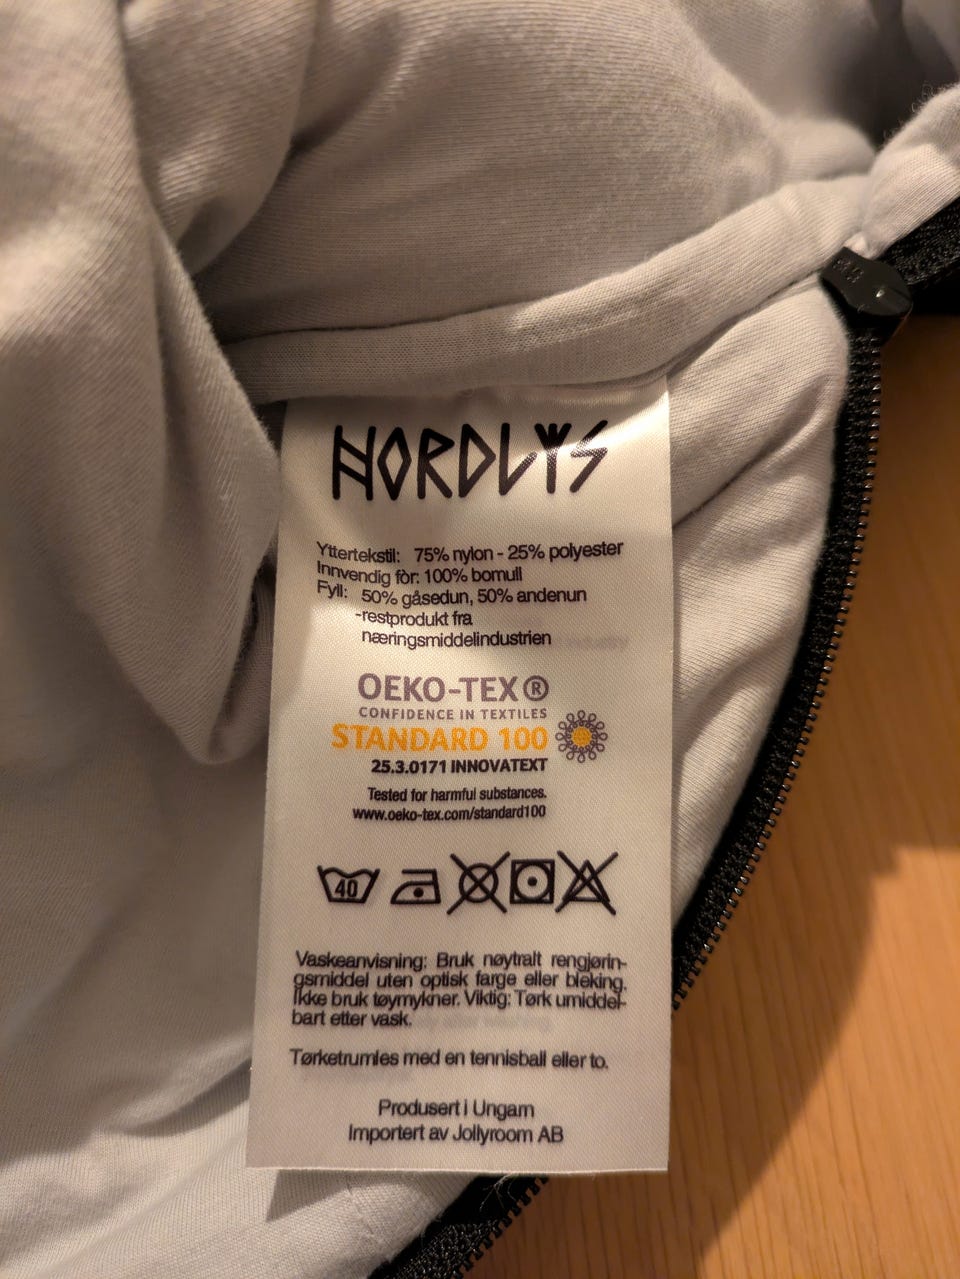 NORDLYS
Yttertekstil: 75% nylon - 25% polyester
Innvendig fòr: 100% bomull
Fyll: 50% gåsedun, 50% andenun
-restprodukt fra
næringsmiddelindustrien
OEKO-TEX®
CONFIDENCE IN TEXTILES
STANDARD 100
25.3.0171 INNOVATEXT
Tested for harmful substances.
www.oeko-tex.com/standard100
40
Vaskeanvisning: Bruk nøytralt rengjørin-
gsmiddel uten optisk farge eller bleking.
Ikke bruk tøymykner. Viktig: Tørk umiddel-
bart etter vask.
Tørketrumles med en tennisball eller to.
Produsert i Ungarn
Importert av Jollyroom AB